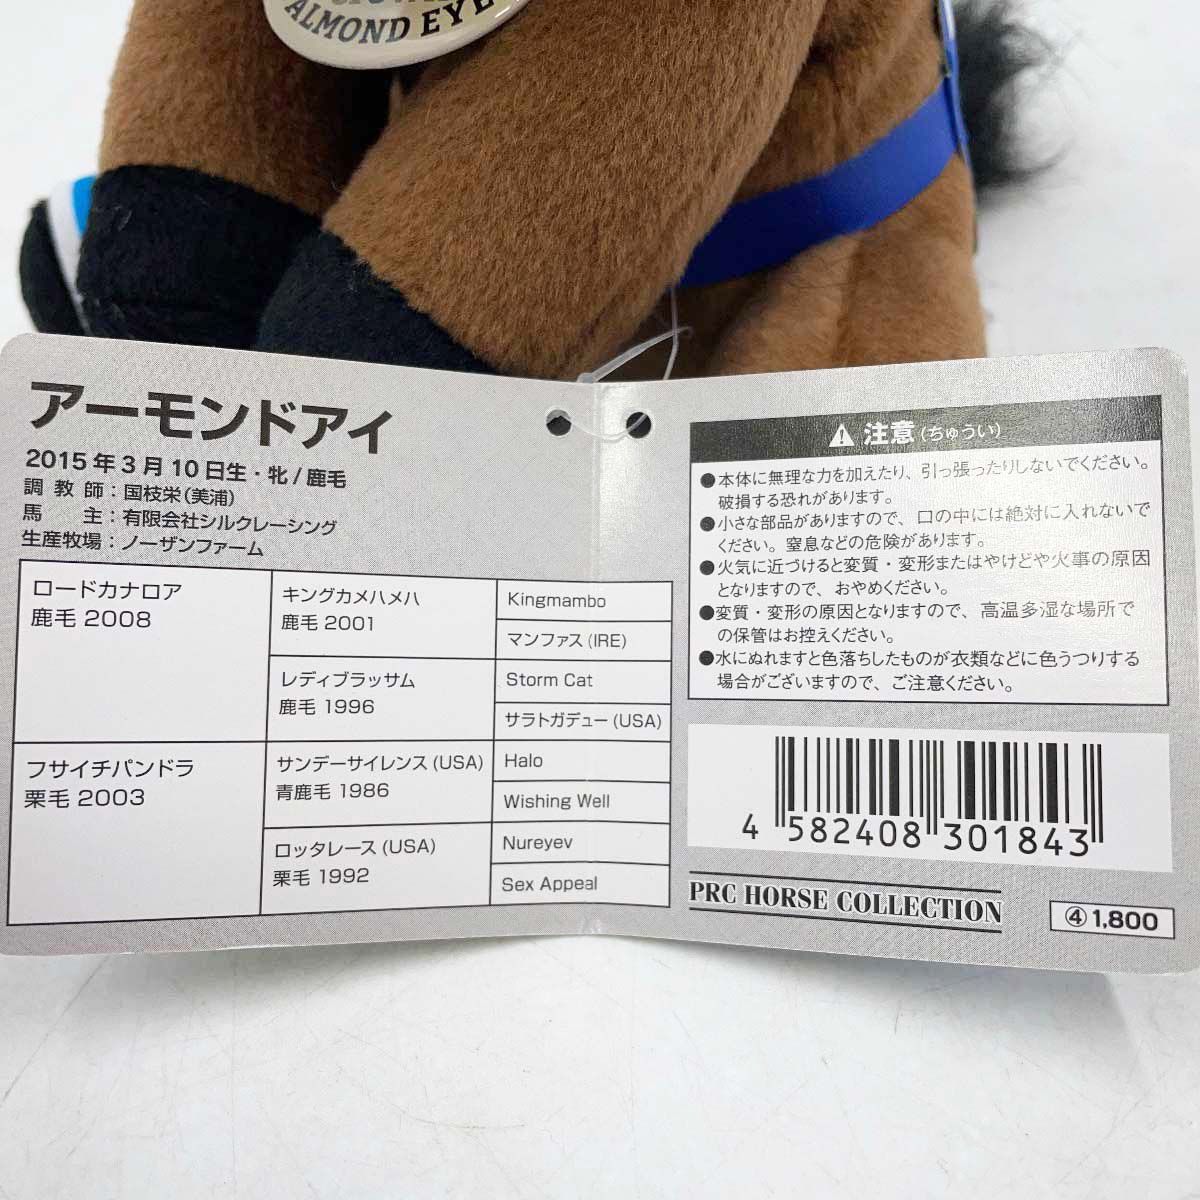 ALMOND EYE
アーモンドアイ
2015年3月10日生・牝/鹿毛
調教師：国枝栄(美浦)
馬　主：有限会社シルクレーシング
生産牧場：ノーザンファーム
ロードカナロア
鹿毛 2008
キングカメハメハ
鹿毛 2001
Kingmambo
マンファス(IRE)
レディブラッサム
鹿毛 1996
Storm Cat
サラトガデュー(USA)
フサイチパンドラ
栗毛 2003
サンデーサイレンス(USA)
青鹿毛 1986
Halo
Wishing Well
ロッタレース(USA)
栗毛 1992
Nureyev
Sex Appeal
注意(ちゅうい)
●本体に無理な力を加えたり、引っ張ったりしないでください。
破損する恐れがあります。
●小さな部品がありますので、口の中には絶対に入れないで
ください。窒息などの危険があります。
●火気に近づけると変質・変形またはやけどや火事の原因
となりますので、おやめください。
●変質・変形の原因となりますので、高温多湿な場所で
の保管はお控えください。
●水にぬれますと色落ちしたものが衣類などに色うつりする
場合がございますので、ご注意ください。
4 582408 301843
PRC HORSE COLLECTION
④1,800